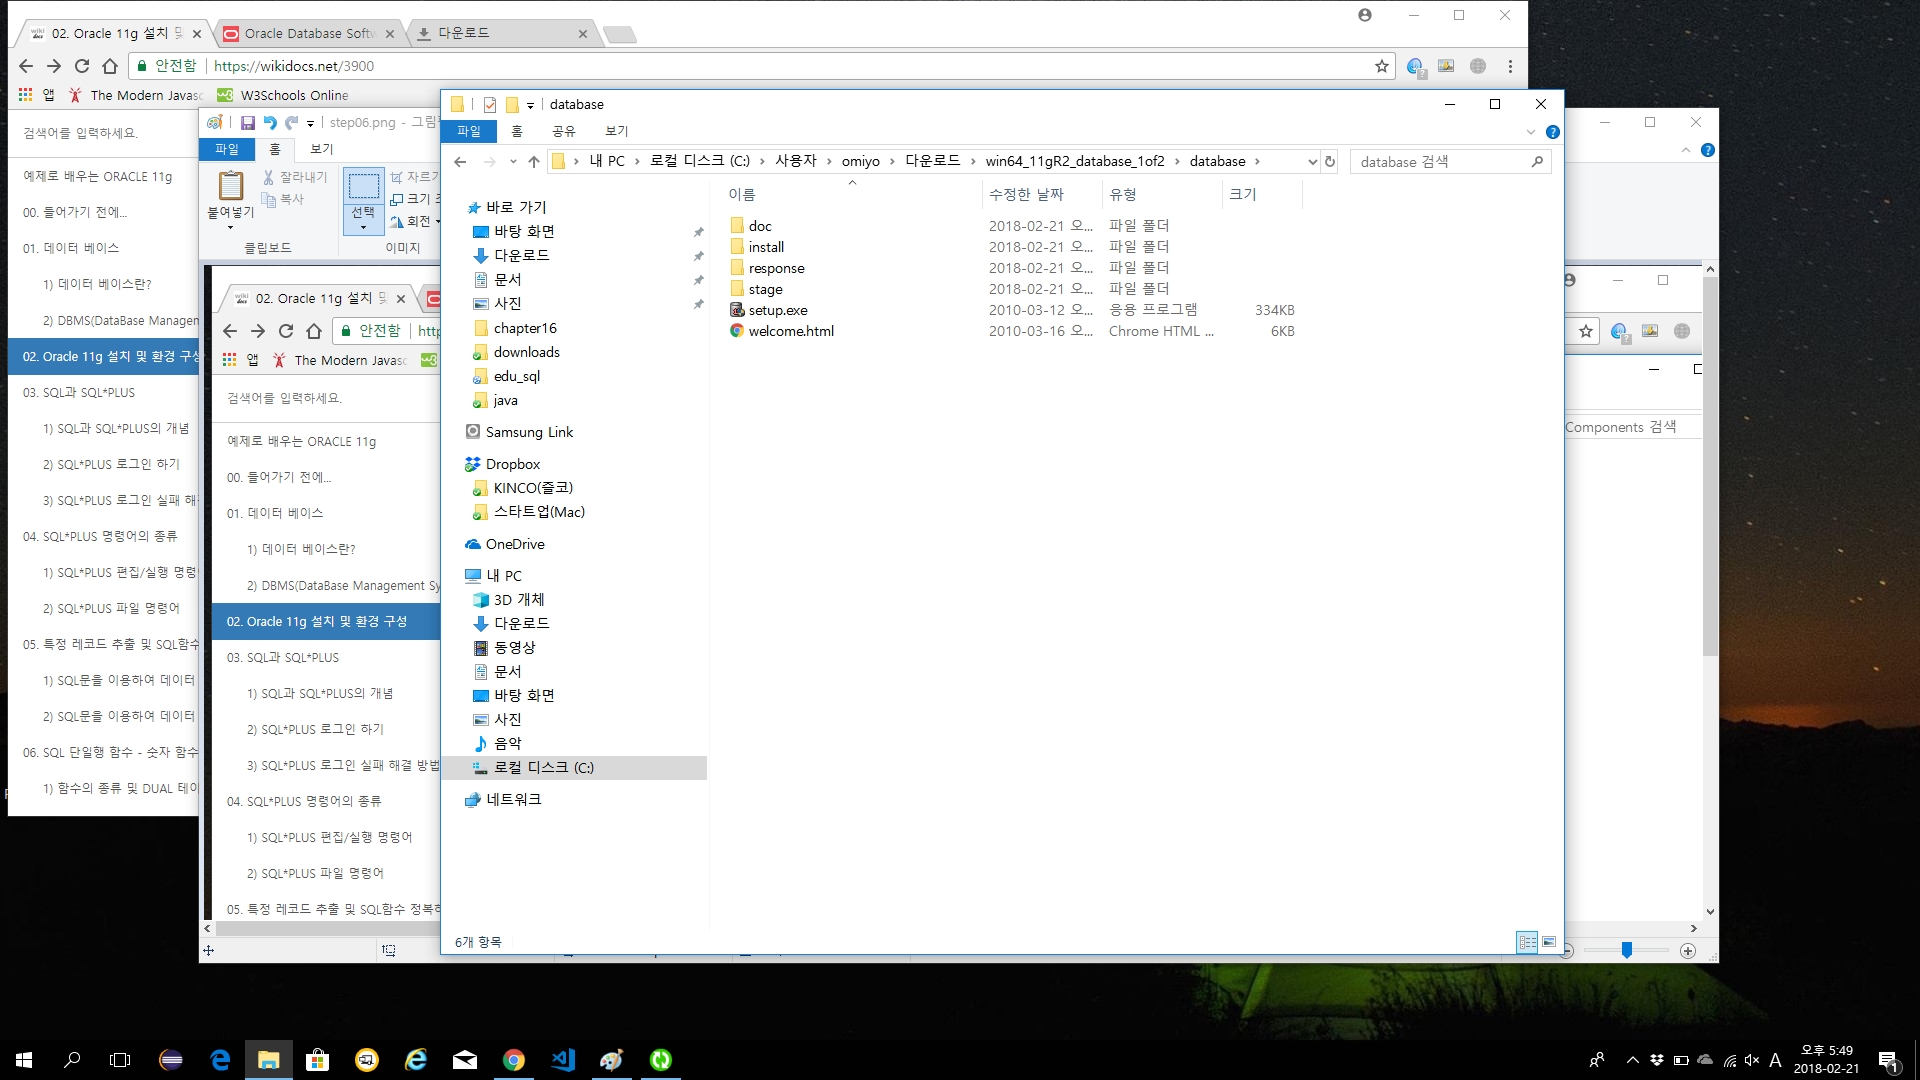 02. Oracle 11g 설치 및
Oracle Database Softw
다운로드
안전함
https://wikidocs.net/3900
앱
The Modern Javasc
W3Schools Online
검색어를 입력하세요.
예제로 배우는 ORACLE 11g
00. 들어가기 전에...
01. 데이터 베이스
1) 데이터 베이스란?
2) DBMS(DataBase Managem
02. Oracle 11g 설치 및 환경 구성
03. SQL과 SQL*PLUS
1) SQL과 SQL*PLUS의 개념
2) SQL*PLUS 로그인 하기
3) SQL*PLUS 로그인 실패 해
04. SQL*PLUS 명령어의 종류
1) SQL*PLUS 편집/실행 명령
2) SQL*PLUS 파일 명령어
05. 특정 레코드 추출 및 SQL함수
1) SQL문을 이용하여 데이터
2) SQL문을 이용하여 데이터
06. SQL 단일행 함수 - 숫자 함수
1) 함수의 종류 및 DUAL 테이
step06.png - 그림
파일
홈
보기
붙여넣기
잘라내기
복사
클립보드
선택
자르기
크기 조
회전
이미지
02. Oracle 11g 설치 및
안전함
http
앱
The Modern Javasc
검색어를 입력하세요.
예제로 배우는 ORACLE 11g
00. 들어가기 전에...
01. 데이터 베이스
1) 데이터 베이스란?
2) DBMS(DataBase Management Sy
02. Oracle 11g 설치 및 환경 구성
03. SQL과 SQL*PLUS
1) SQL과 SQL*PLUS의 개념
2) SQL*PLUS 로그인 하기
3) SQL*PLUS 로그인 실패 해결 방법
04. SQL*PLUS 명령어의 종류
1) SQL*PLUS 편집/실행 명령어
2) SQL*PLUS 파일 명령어
05. 특정 레코드 추출 및 SQL함수 정복하
Components 검색
database
파일
홈
공유
보기
내 PC
로컬 디스크 (C:)
사용자
omiyo
다운로드
win64_11gR2_database_1of2
database
database 검색
바로 가기
바탕 화면
다운로드
문서
사진
chapter16
downloads
edu_sql
java
Samsung Link
Dropbox
KINCO(즐코)
스타트업(Mac)
OneDrive
내 PC
3D 개체
다운로드
동영상
문서
바탕 화면
사진
음악
로컬 디스크 (C:)
네트워크
이름 수정한 날짜 유형 크기
doc 2018-02-21 오... 파일 폴더
install 2018-02-21 오... 파일 폴더
response 2018-02-21 오... 파일 폴더
stage 2018-02-21 오... 파일 폴더
setup.exe 2010-03-12 오... 응용 프로그램 334KB
welcome.html 2010-03-16 오... Chrome HTML ... 6KB
6개 항목
A
오후 5:49
2018-02-21
1